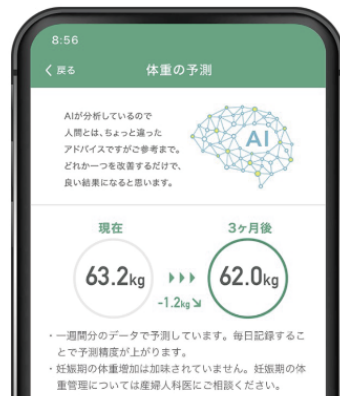 8:56
戻る 体重の予測
AIが分析しているので
人間とは、ちょっと違った
アドバイスですがご参考まで。
どれか一つを改善するだけで、
良い結果になると思います。
AI
現在 3ヶ月後
63.2kg 62.0kg
-1.2kg
・一週間分のデータで予測しています。毎日記録するこ
とで予測精度が上がります。
・妊娠期の体重増加は加味されていません。妊娠期の体
重管理については産婦人科医にご相談ください。